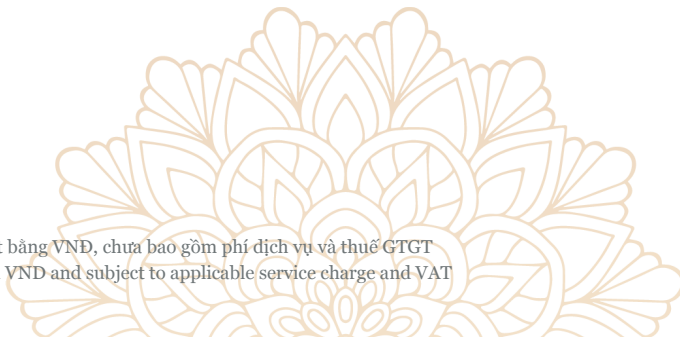 bằng VNĐ, chưa bao gồm phí dịch vụ và thuế GTGT
VND and subject to applicable service charge and VAT